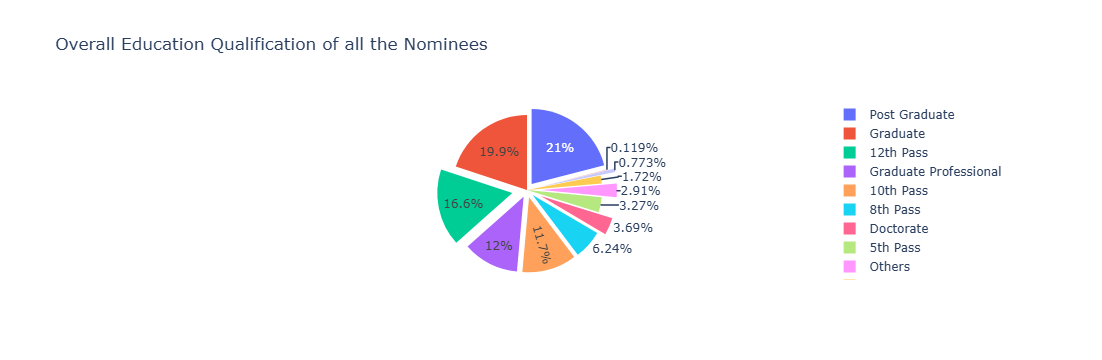 Overall Education Qualification of all the Nominees
21%
19.9%
16.6%
12%
11.7%
6.24%
3.69%
3.27%
2.91%
1.72%
0.773%
0.119%
Post Graduate
Graduate
12th Pass
Graduate Professional
10th Pass
8th Pass
Doctorate
5th Pass
Others